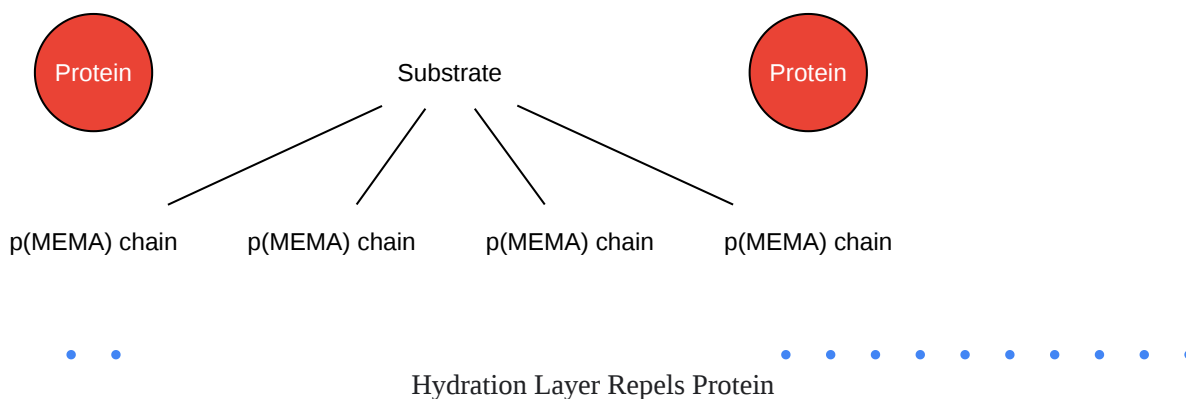 Protein
Substrate
Protein
p(MEMA) chain
p(MEMA) chain
p(MEMA) chain
p(MEMA) chain
Hydration Layer Repels Protein